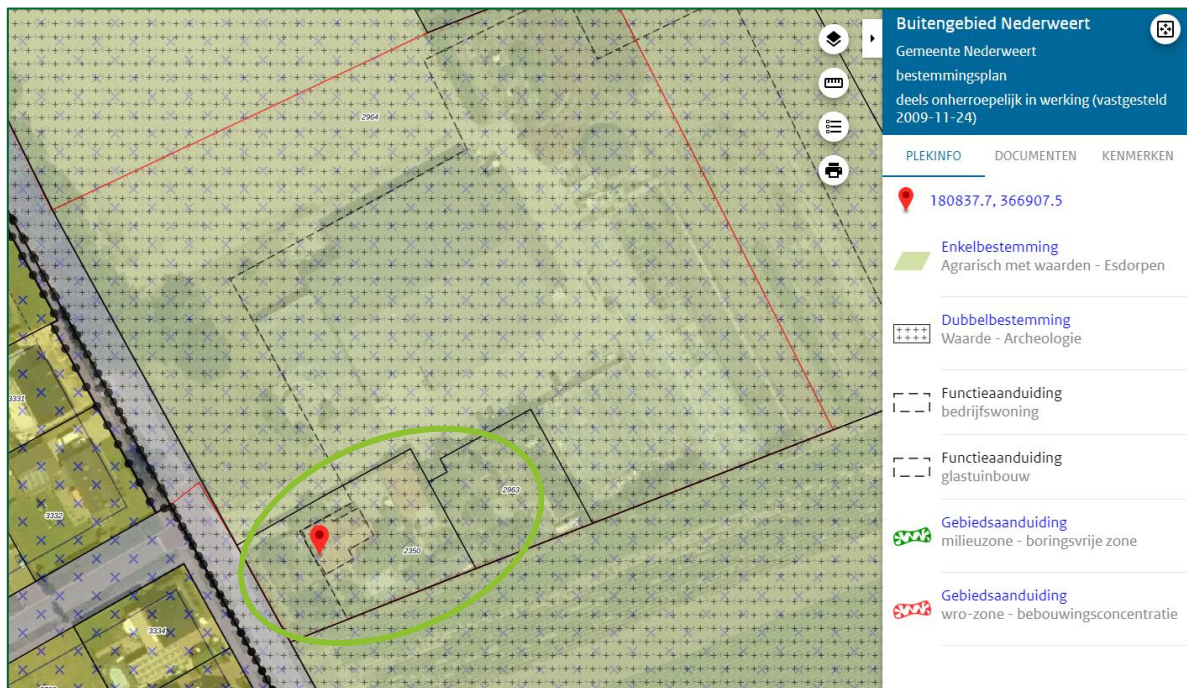 Buitengebied Nederweert
Gemeente Nederweert
bestemmingsplan
deels onherroepelijk in werking (vastgesteld
2009-11-24)
PLEKINFO DOCUMENTEN KENMERKEN
180837.7, 366907.5
Enkelbestemming
Agrarisch met waarden - Esdorpen
Dubbelbestemming
Waarde - Archeologie
Functieaanduiding
bedrijfswoning
Functieaanduiding
glastuinbouw
Gebiedsaanduiding
milieuzone - boringsvrije zone
Gebiedsaanduiding
wro-zone - bebouwingsconcentratie
2964
3331
2963
3332
2350
3334